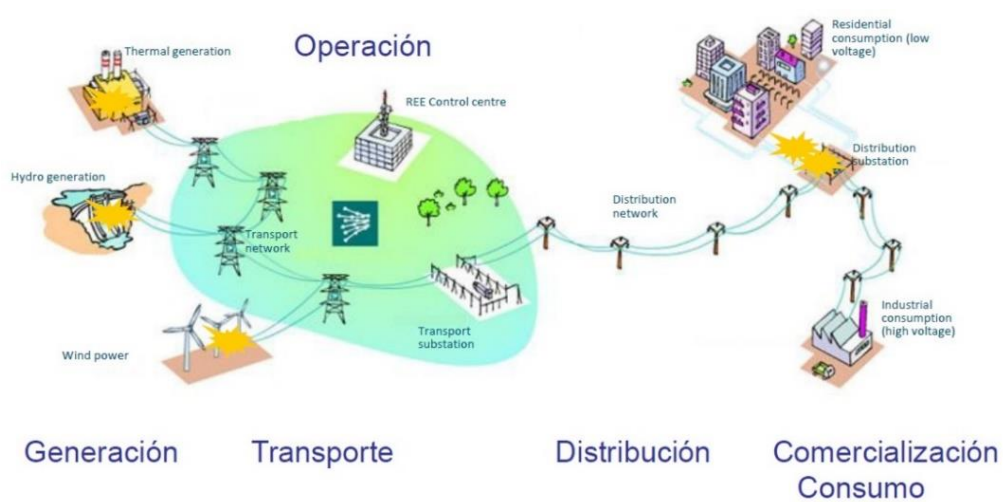 Thermal generation
Operación
REE Control centre
Residential
consumption (low
voltage)
Hydro generation
Transport
network
Distribution
network
Distribution
substation
Wind power
Transport
substation
Industrial
consumption
(high voltage)
Generación
Transporte
Distribución
Comercialización
Consumo